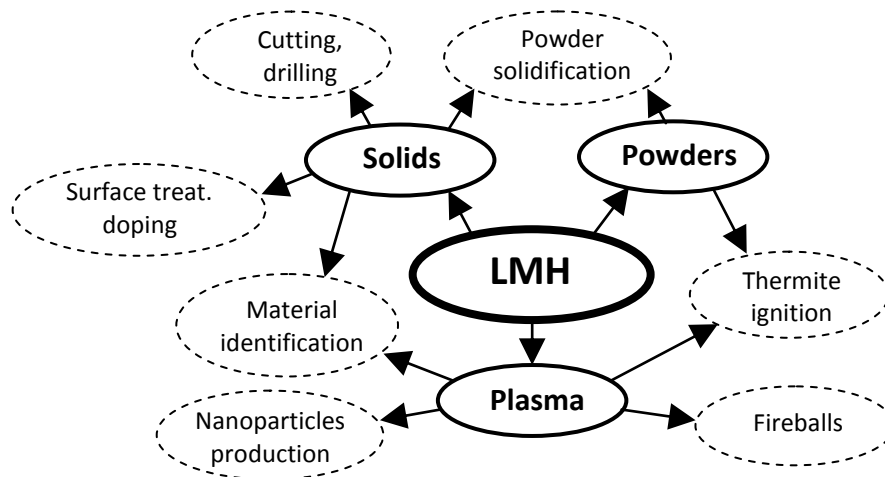 Cutting,
drilling
Powder
solidification
Solids
Powders
Surface treat.
doping
LMH
Thermite
ignition
Material
identification
Plasma
Nanoparticles
production
Fireballs